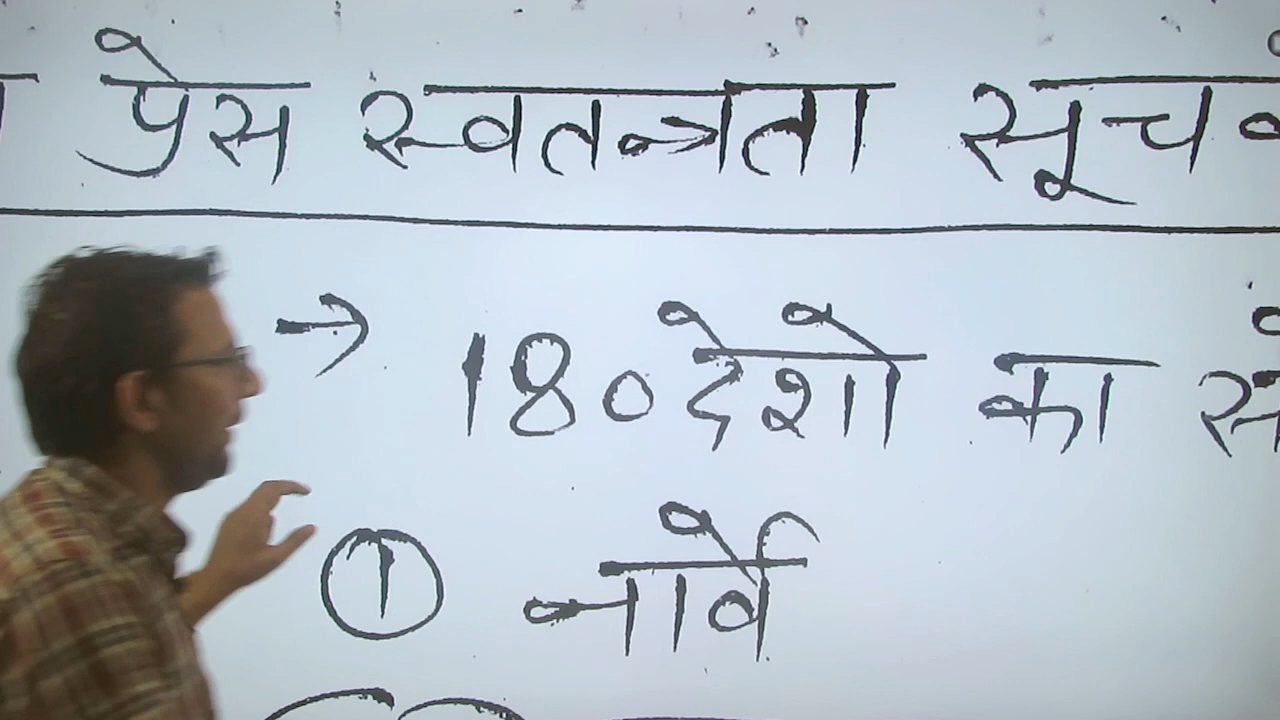 प्रेस स्वतन्त्रता
→ 180 देशो का
① नार्वे